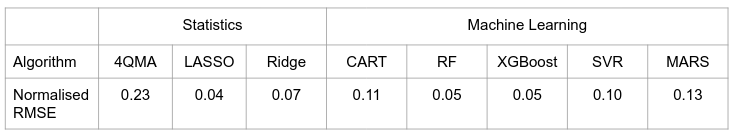 Statistics Machine Learning
Algorithm 4QMA LASSO Ridge CART RF XGBoost SVR MARS
Normalised RMSE 0.23 0.04 0.07 0.11 0.05 0.05 0.10 0.13